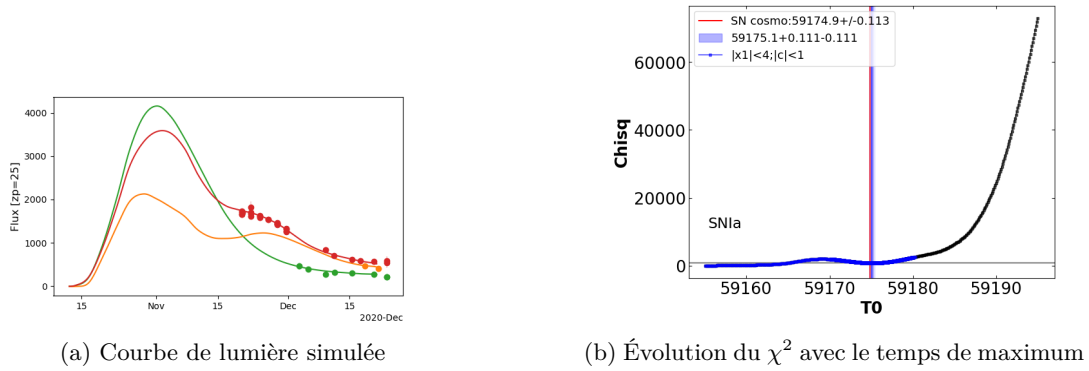 4000
3000
2000
1000
0
Flux [zp=25]
15
Nov
15
Dec
15
2020-Dec
(a) Courbe de lumière simulée
SN cosmo:59174.9+/-0.113
59175.1+0.111-0.111
|x1|<4;|c|<1
60000
40000
20000
0
Chisq
SNIa
59160
59170
59180
59190
T0
(b) Évolution du χ² avec le temps de maximum